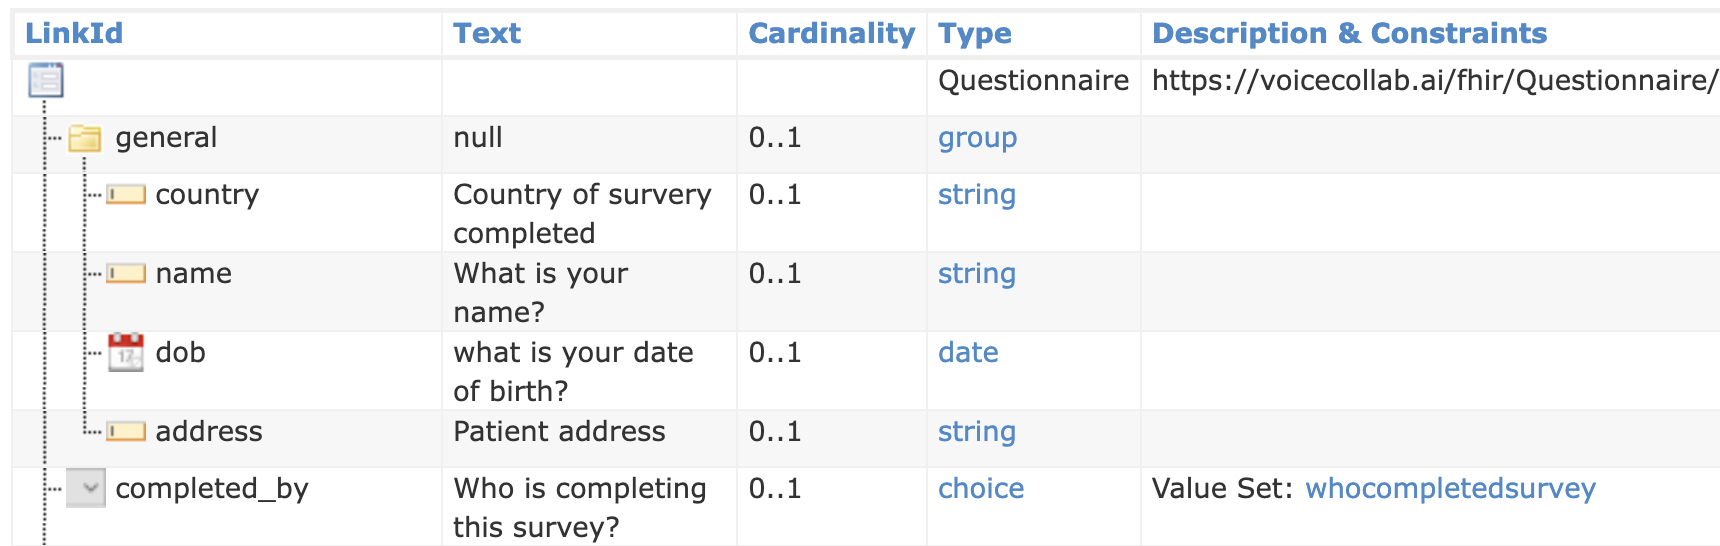 LinkId Text Cardinality Type Description & Constraints
Questionnaire https://voicecollab.ai/fhir/Questionnaire/
general null 0..1 group
country Country of survery 0..1 string
completed
name What is your 0..1 string
name?
dob what is your date 0..1 date
of birth?
address Patient address 0..1 string
completed_by Who is completing 0..1 choice Value Set: whocompletedsurvey
this survey?